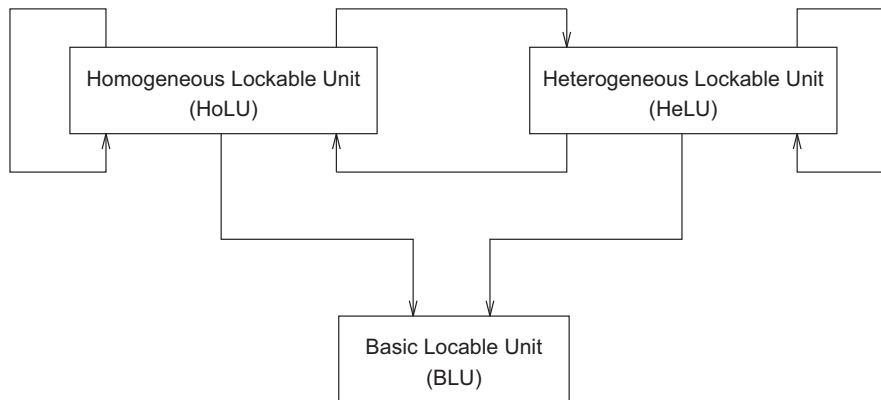 Homogeneous Lockable Unit
(HoLU)
Heterogeneous Lockable Unit
(HeLU)
Basic Locable Unit
(BLU)